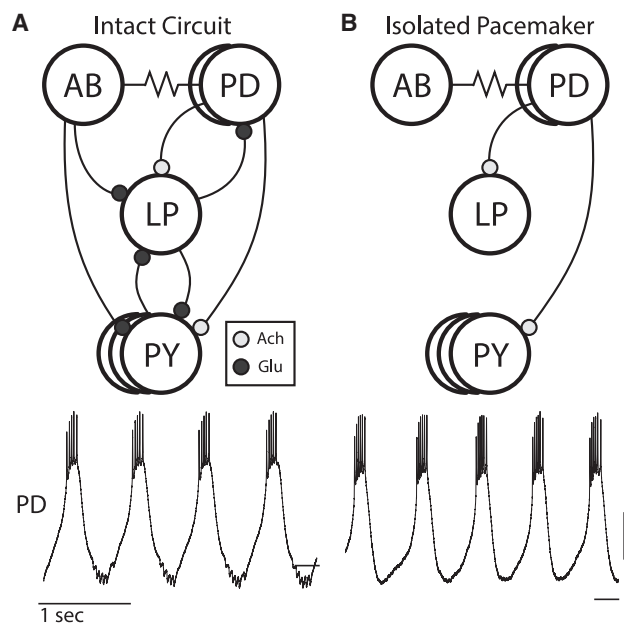 A Intact Circuit
AB
PD
LP
PY
Ach
Glu
PD
1 sec
B Isolated Pacemaker
AB
PD
LP
PY